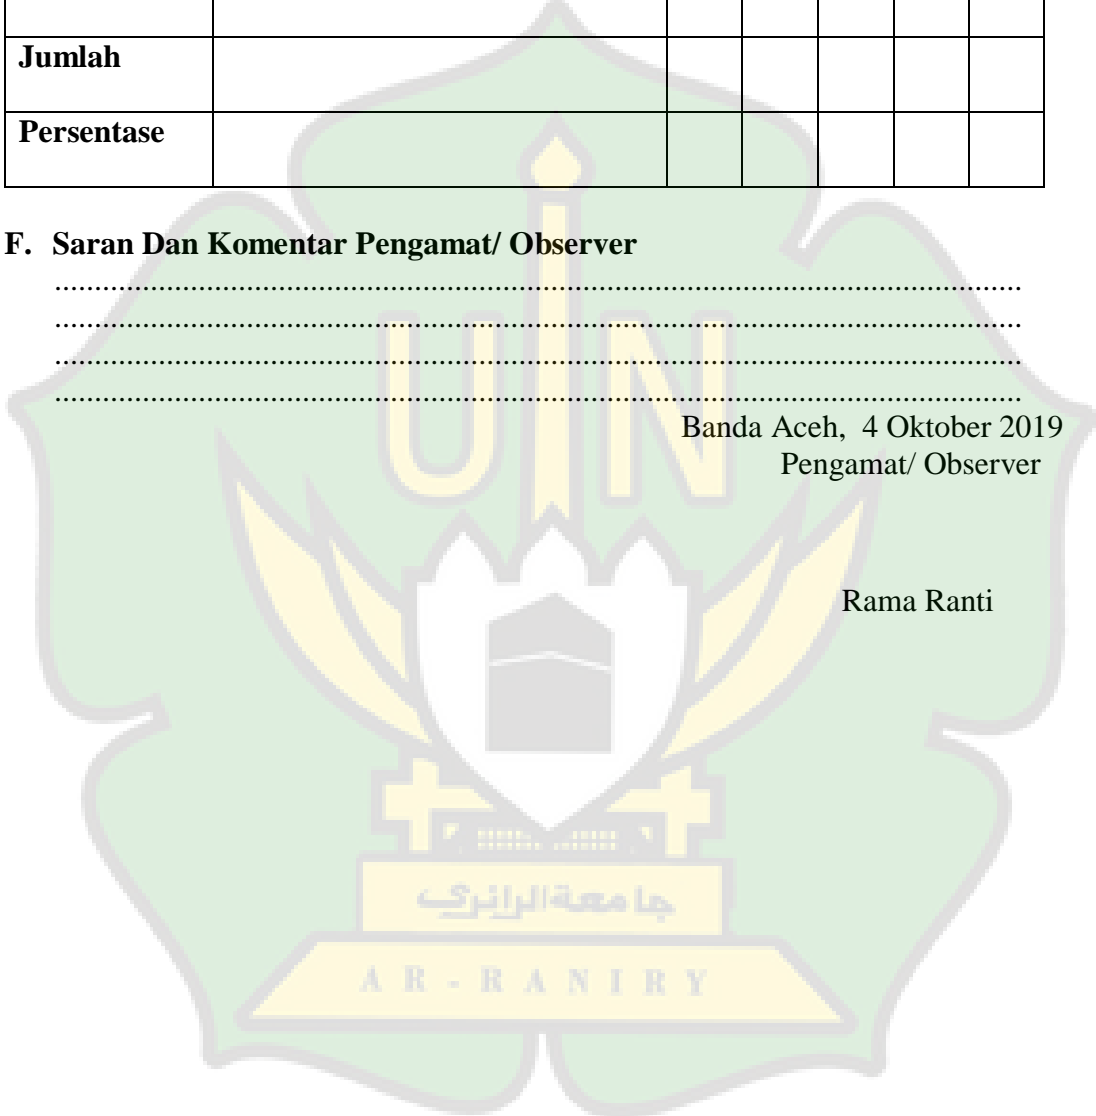 Jumlah
Persentase
F. Saran Dan Komentar Pengamat/ Observer
.........................................................................................................................
.........................................................................................................................
.........................................................................................................................
.........................................................................................................................
Banda Aceh, 4 Oktober 2019
Pengamat/ Observer
Rama Ranti
UIN
جامعة الرانري
AR-RANIRY